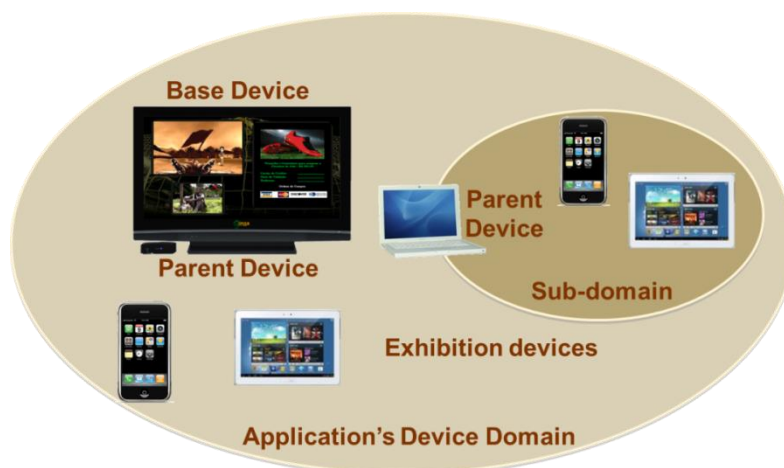 Base Device
Parent Device
Parent
Device
Sub-domain
Exhibition devices
Application's Device Domain